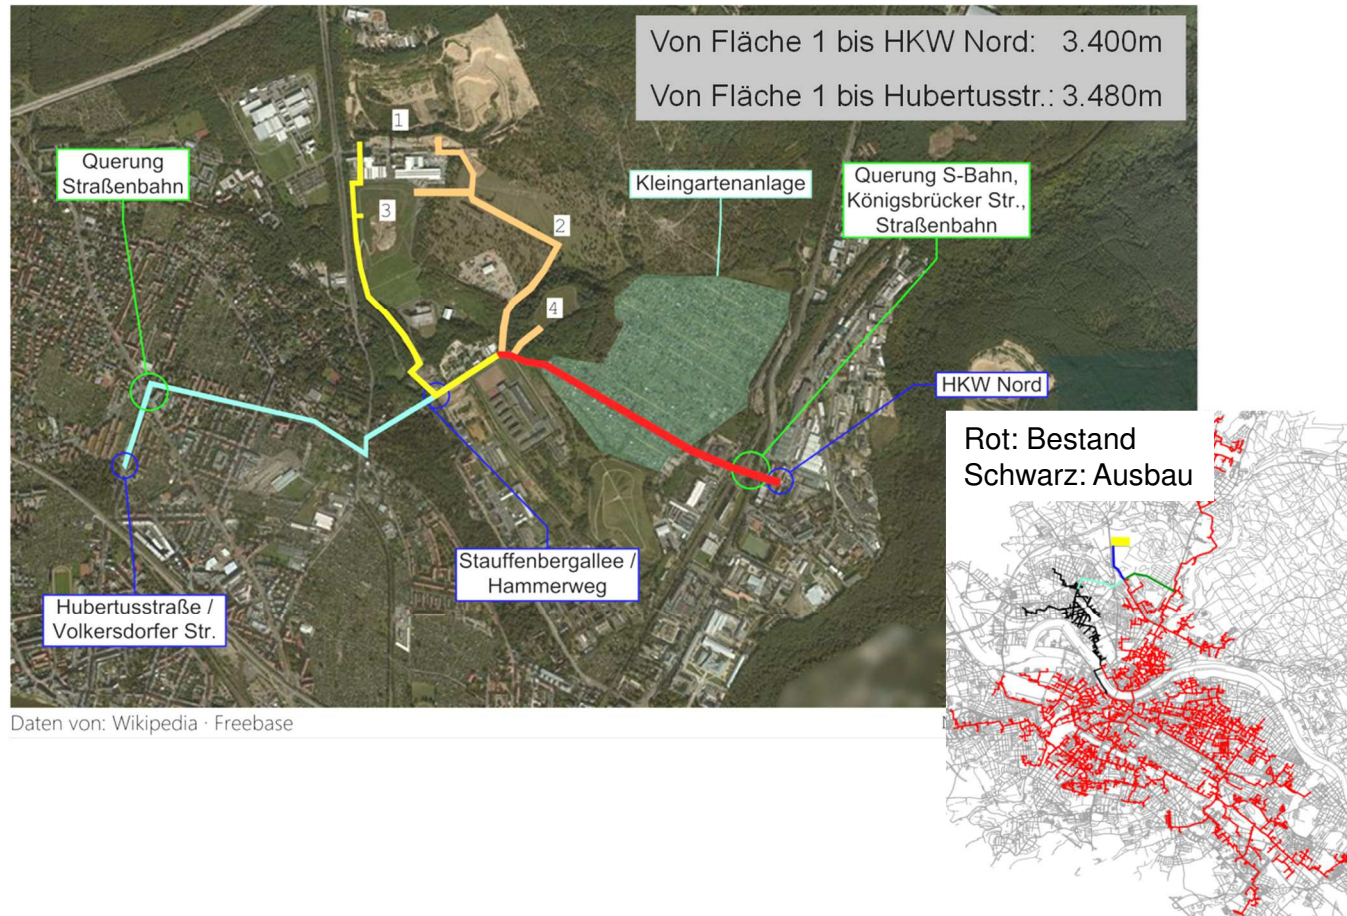 Von Fläche 1 bis HKW Nord: 3.400m
Von Fläche 1 bis Hubertusstr.: 3.480m
1
Querung
Straßenbahn
Kleingartenanlage
Querung S-Bahn,
Königsbrücker Str.,
Straßenbahn
3
2
4
HKW Nord
Rot: Bestand
Schwarz: Ausbau
Stauffenbergallee /
Hammerweg
Hubertusstraße /
Volkersdorfer Str.
Daten von: Wikipedia · Freebase